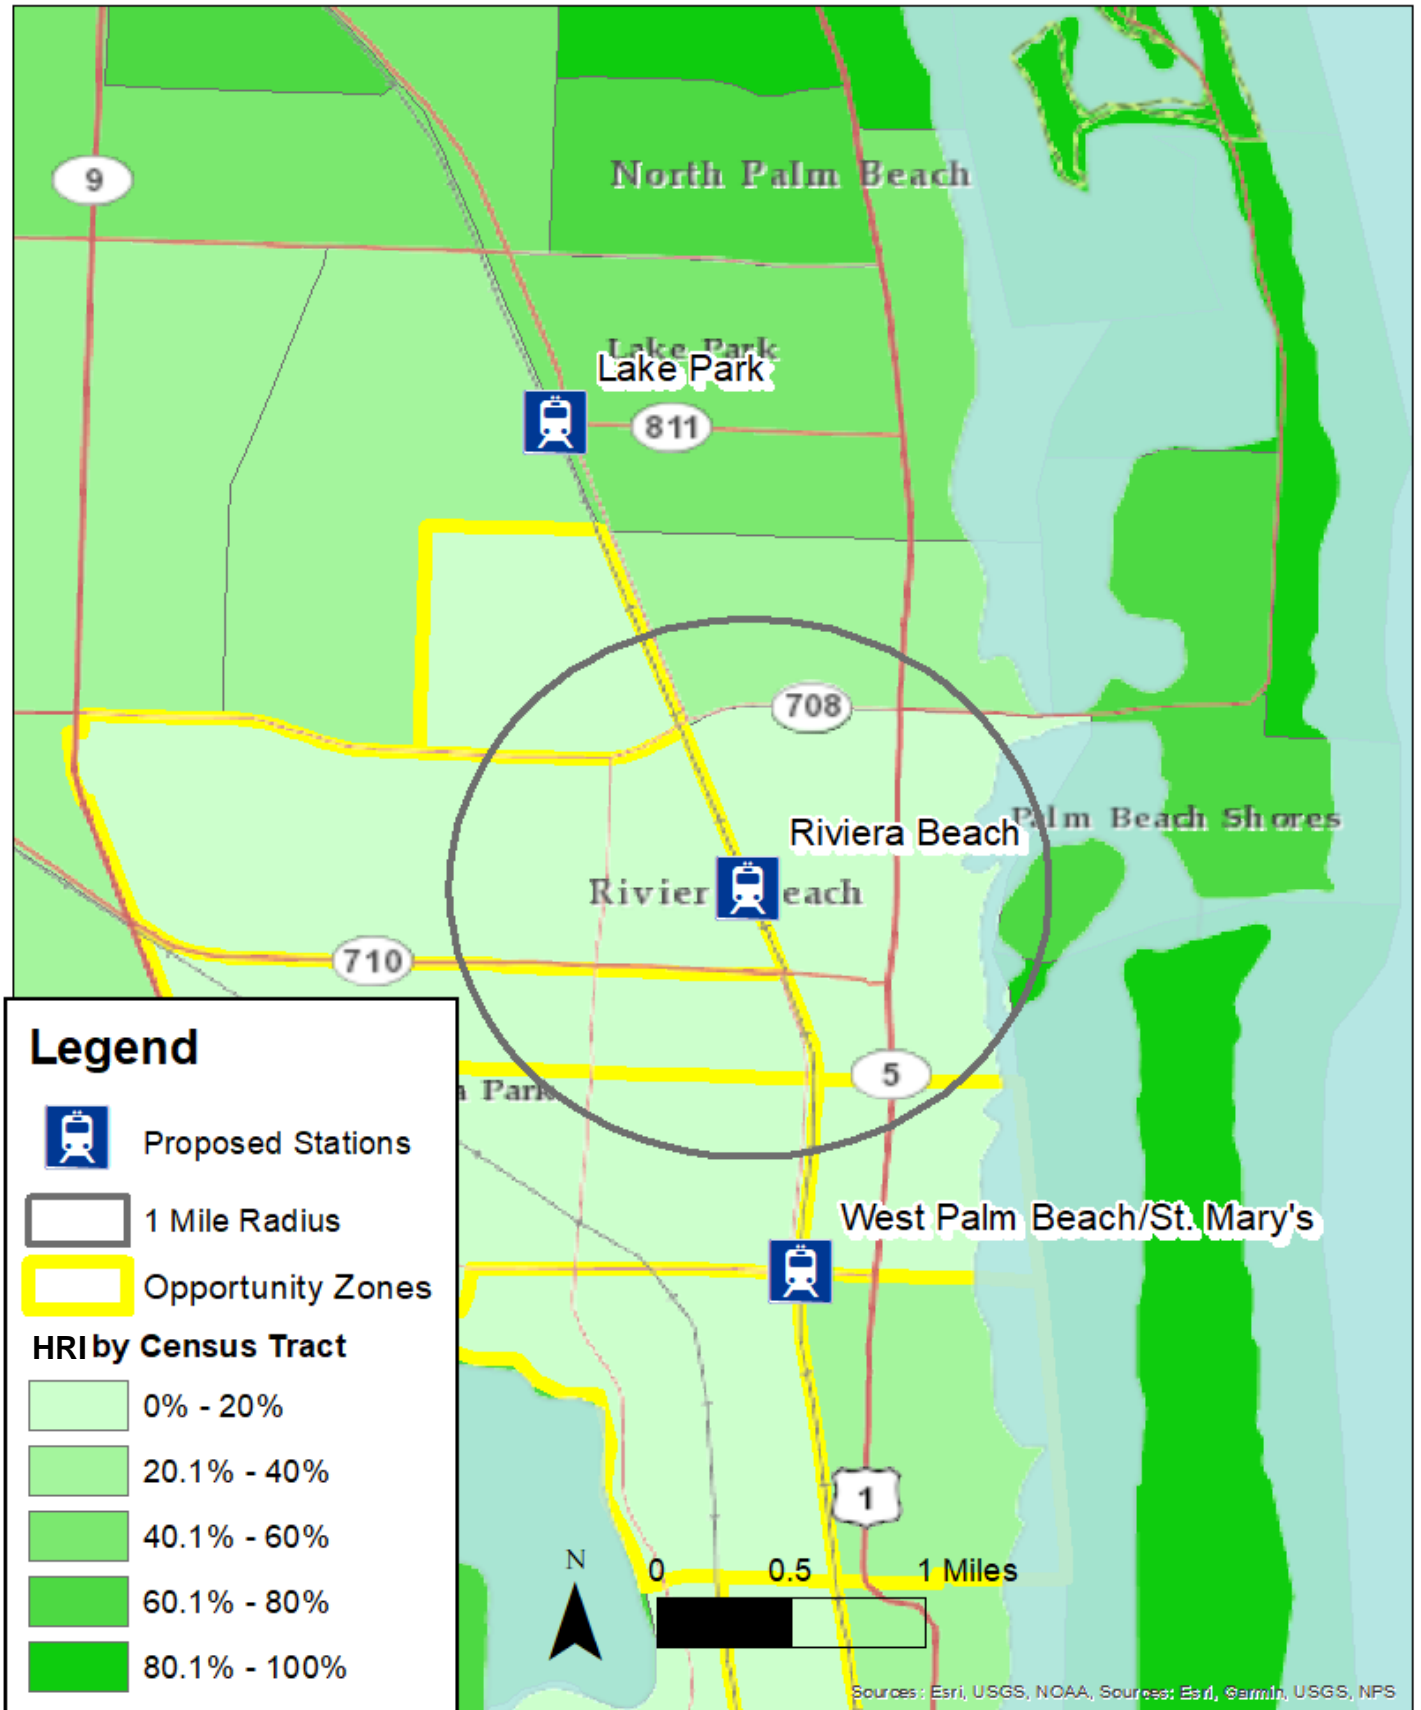 9
North Palm Beach
Lake Park
Lake Park
811
708
Palm Beach Shores
Riviera Beach
Rivier each
710
5
Park
West Palm Beach/St. Mary's
1
Legend
Proposed Stations
1 Mile Radius
Opportunity Zones
HRI by Census Tract
0% - 20%
20.1% - 40%
40.1% - 60%
60.1% - 80%
80.1% - 100%
N
0 0.5 1 Miles
Sources: Esri, USGS, NOAA, Sources: Esri, Garmin, USGS, NPS